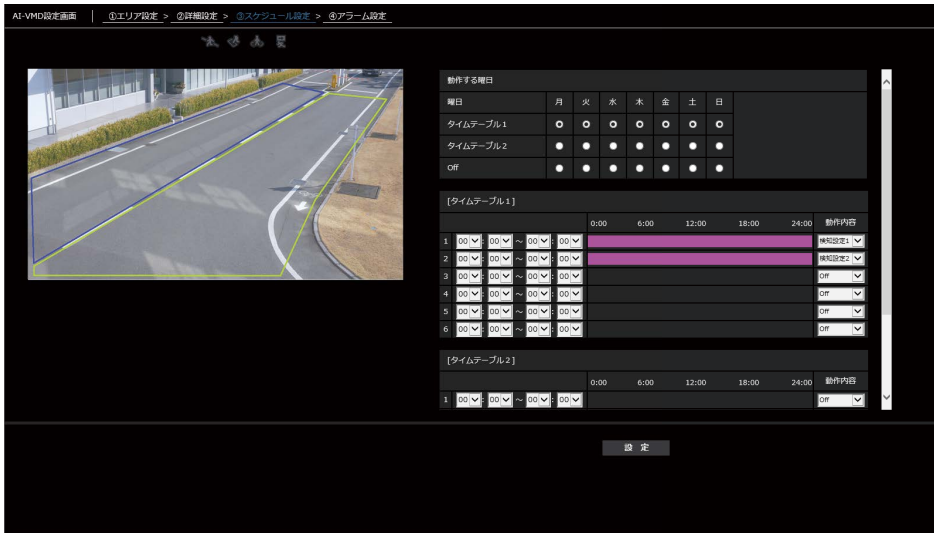 AI-VMD設定画面 ①エリア設定 > ②詳細設定 > ③スケジュール設定 > ④アラーム設定
動作する曜日
曜日 月 火 水 木 金 土 日
タイムテーブル1
タイムテーブル2
Off
[タイムテーブル1]
0:00 6:00 12:00 18:00 24:00 動作内容
1 00 : 00 ～ 00 : 00 検知設定1
2 00 : 00 ～ 00 : 00 検知設定2
3 00 : 00 ～ 00 : 00 Off
4 00 : 00 ～ 00 : 00 Off
5 00 : 00 ～ 00 : 00 Off
6 00 : 00 ～ 00 : 00 Off
[タイムテーブル2]
0:00 6:00 12:00 18:00 24:00 動作内容
1 00 : 00 ～ 00 : 00 Off
設 定